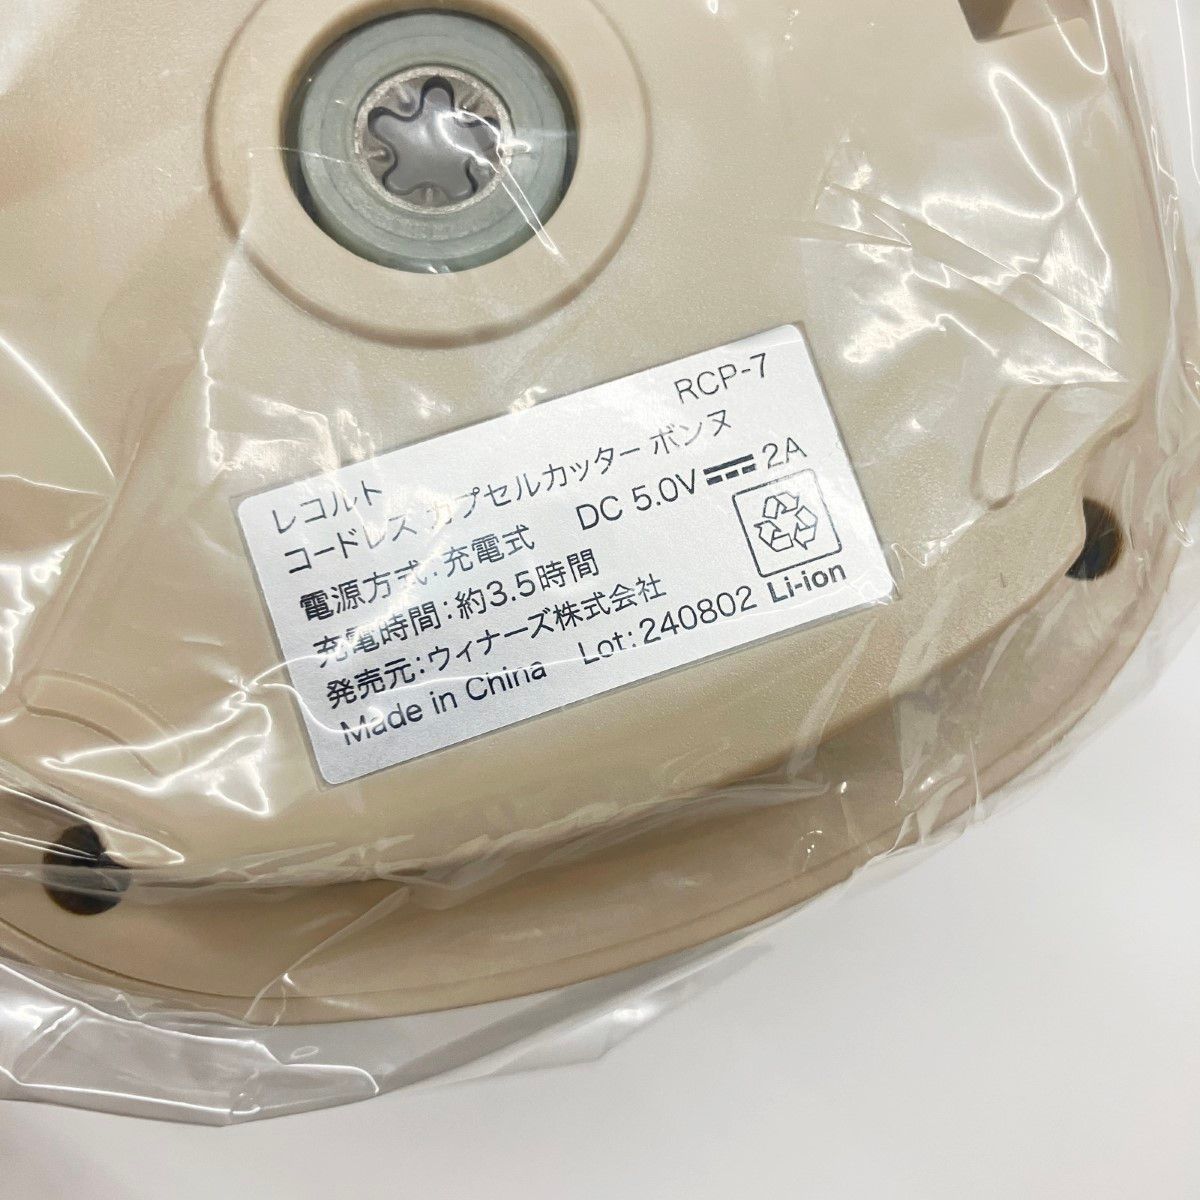 レコルト RCP-7
コードレス カプセルカッター ボンヌ
電源方式:充電式 DC 5.0V 2A
充電時間:約3.5時間
発売元:ウィナーズ株式会社
Made in China Lot:240802 Li-ion